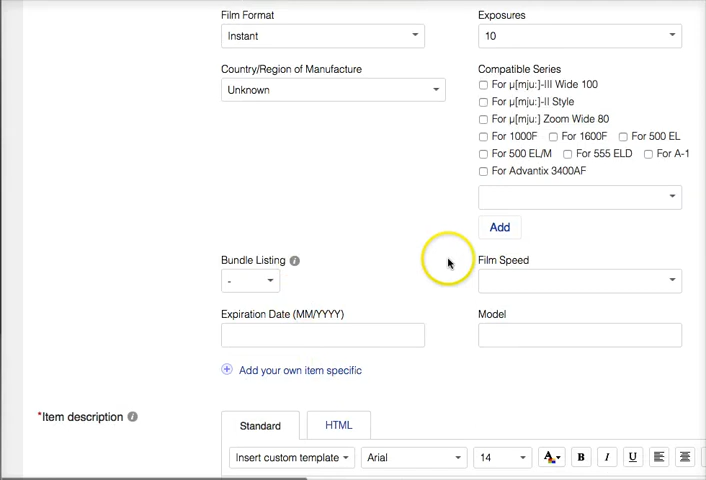 Film Format
Exposures
Instant
10
Country/Region of Manufacture
Compatible Series
Unknown
For µ[mju:]-III Wide 100
For µ[mju:]-II Style
For µ[mju:] Zoom Wide 80
For 1000F For 1600F For 500 EL
For 500 EL/M For 555 ELD For A-1
For Advantix 3400AF
Add
Bundle Listing
Film Speed
-
Expiration Date (MM/YYYY)
Model
Add your own item specific
*Item description
Standard
HTML
Insert custom template
Arial
14
A
B
I
U